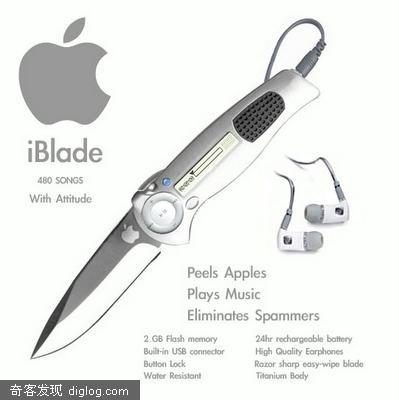 iBlade
480 SONGS
With Attitude
Peels Apples
Plays Music
Eliminates Spammers
2.GB Flash memory
Built-in USB connector
Button Lock
Water Resistant
24hr rechargeable battery
High Quality Earphones
Razor sharp easy-wipe blade
Titanium Body
奇客发现 diglog.com